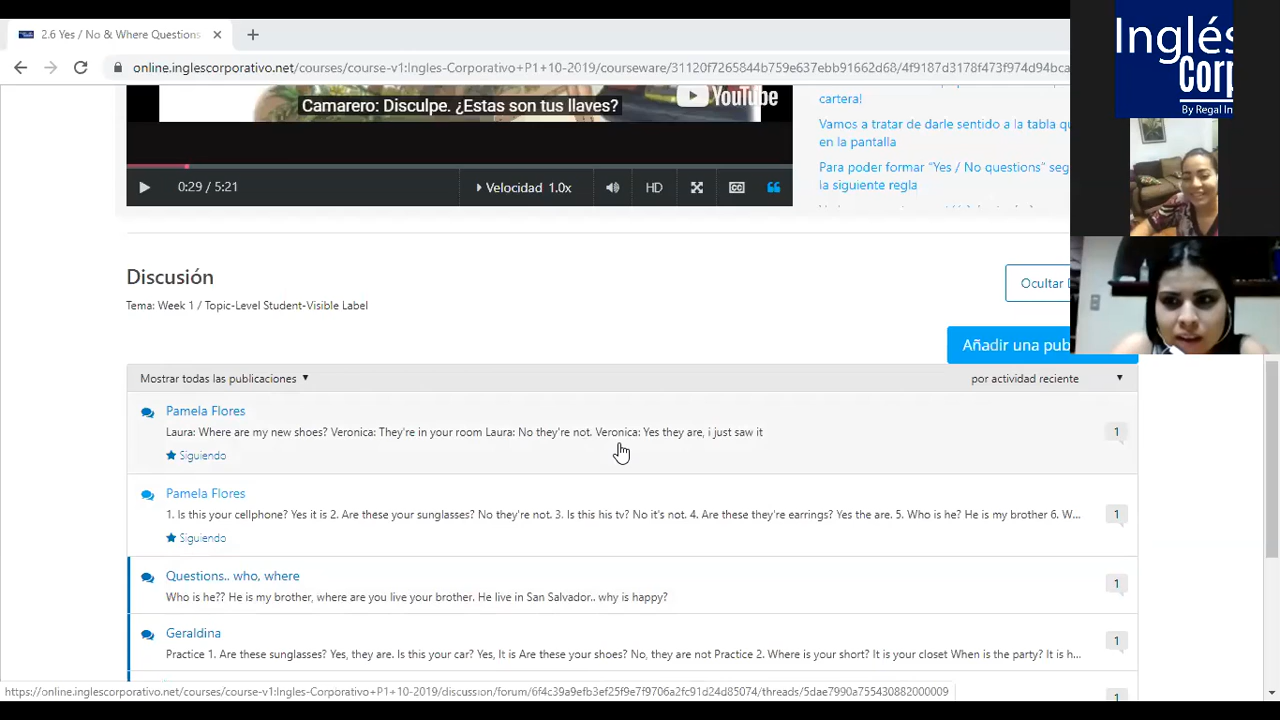 2.6 Yes / No & Where Questions
online.inglescorporativo.net/courses/course-v1:Ingles-Corporativo+P1+10-2019/courseware/31120f7265844b759e637ebb91662d68/4f9187d3178f473f974d94bca
Inglés
Corp
By Regal In
Camarero: Disculpe. ¿Estas son tus llaves?
YouTube
cartera!
Vamos a tratar de darle sentido a la tabla qu
en la pantalla
Para poder formar “Yes / No questions” seg
la siguiente regla
0:29 / 5:21
Velocidad 1.0x
HD
Discusión
Ocultar
Tema: Week 1 / Topic-Level Student-Visible Label
Añadir una pub
Mostrar todas las publicaciones
por actividad reciente
Pamela Flores
Laura: Where are my new shoes? Veronica: They're in your room Laura: No they're not. Veronica: Yes they are, i just saw it
1
Siguiendo
Pamela Flores
1. Is this your cellphone? Yes it is 2. Are these your sunglasses? No they're not. 3. Is this his tv? No it's not. 4. Are these they're earrings? Yes the are. 5. Who is he? He is my brother 6. W...
1
Siguiendo
Questions.. who, where
Who is he?? He is my brother, where are you live your brother. He live in San Salvador.. why is happy?
1
Geraldina
Practice 1. Are these sunglasses? Yes, they are. Is this your car? Yes, It is Are these your shoes? No, they are not Practice 2. Where is your short? It is your closet When is the party? It is h...
1
https://online.inglescorporativo.net/courses/course-v1:Ingles-Corporativo+P1+10-2019/discussion/forum/6f4c39a9efb3ef25f9e7f9706a2fc91d24d85074/threads/5dae7990a755430882000009
1